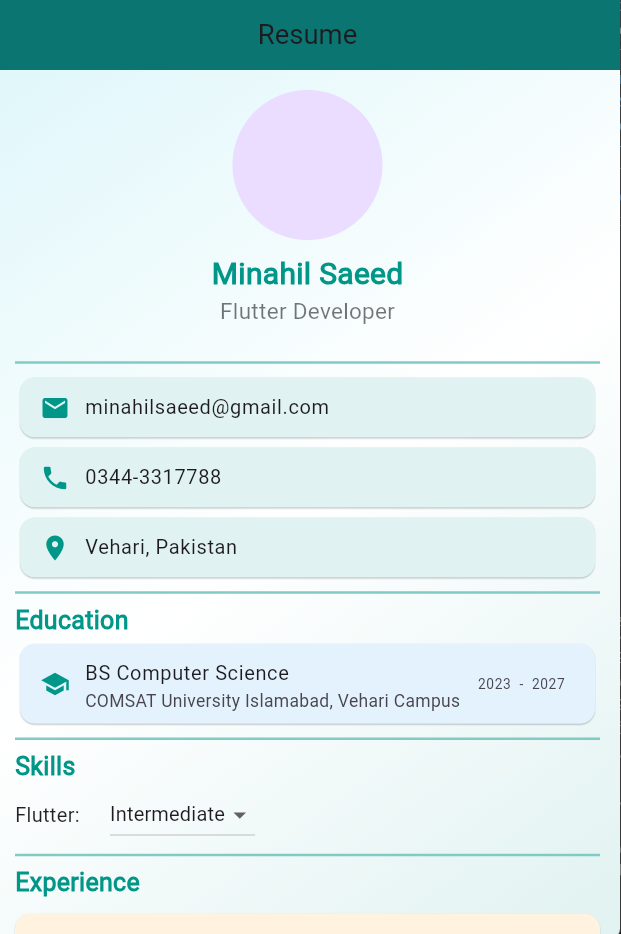 Resume
Minahil Saeed
Flutter Developer
minahilsaeed@gmail.com
0344-3317788
Vehari, Pakistan
Education
BS Computer Science
COMSAT University Islamabad, Vehari Campus
2023 - 2027
Skills
Flutter: Intermediate
Experience